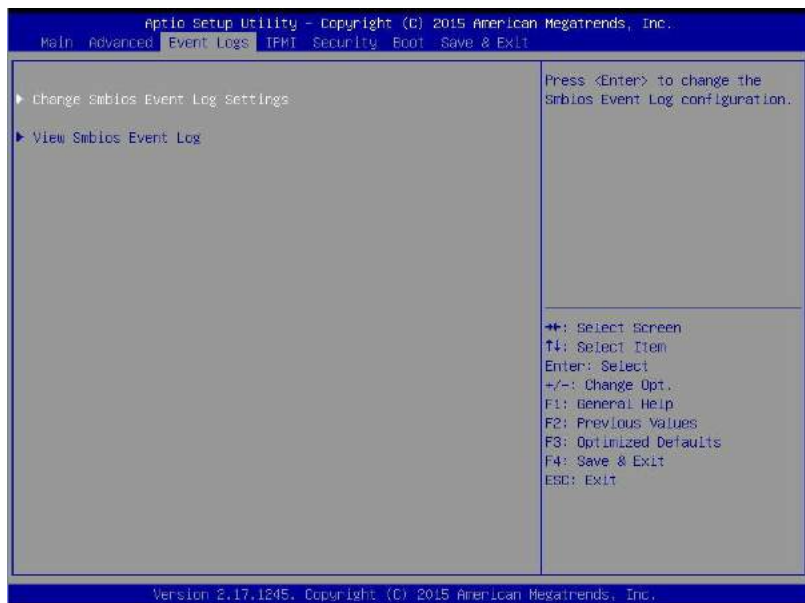 Aptio Setup Utility – Copyright (C) 2015 American Megatrends, Inc.
Main Advanced Event Logs IPMI Security Boot Save & Exit
▶ Change Smbios Event Log Settings
▶ View Smbios Event Log
Press <Enter> to change the
Smbios Event Log configuration.
→←: Select Screen
↑↓: Select Item
Enter: Select
+/-: Change Opt.
F1: General Help
F2: Previous Values
F3: Optimized Defaults
F4: Save & Exit
ESC: Exit
Version 2.17.1245. Copyright (C) 2015 American Megatrends, Inc.